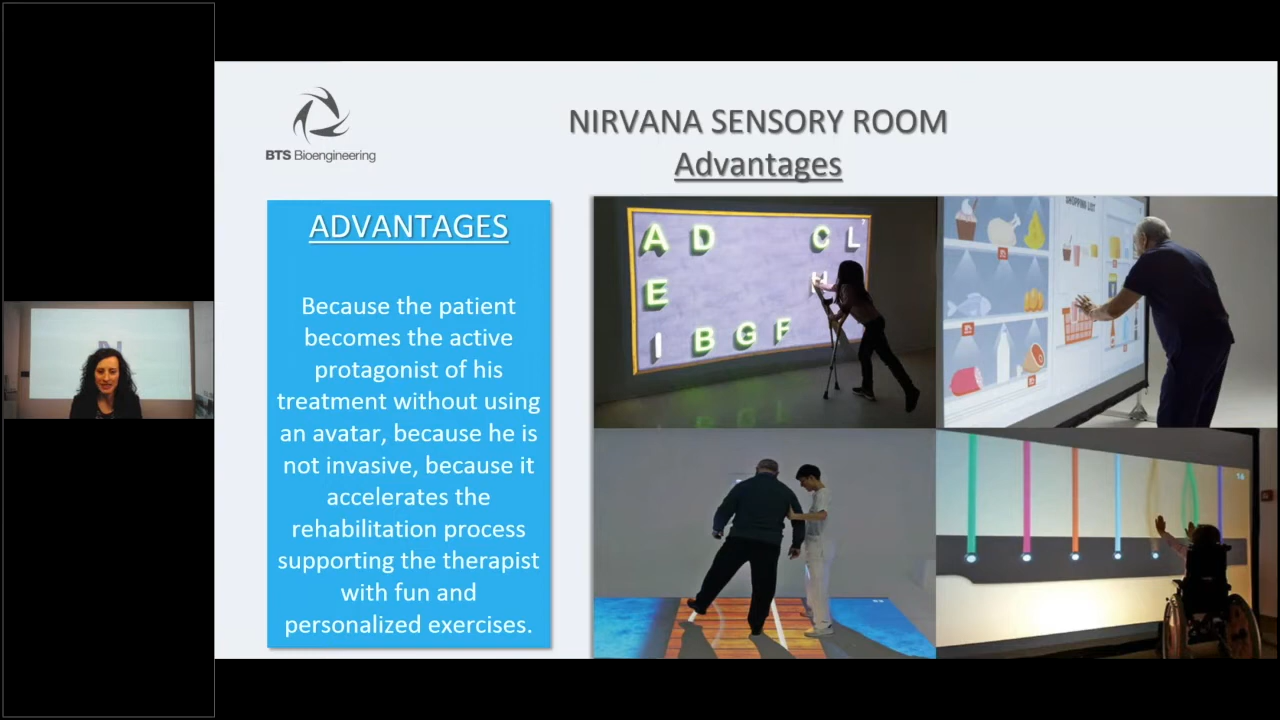 BTS Bioengineering
NIRVANA SENSORY ROOM
Advantages
ADVANTAGES
Because the patient
becomes the active
protagonist of his
treatment without using
an avatar, because he is
not invasive, because it
accelerates the
rehabilitation process
supporting the therapist
with fun and
personalized exercises.
A D C L
H
E
I B G F
SHOPPING LIST
N